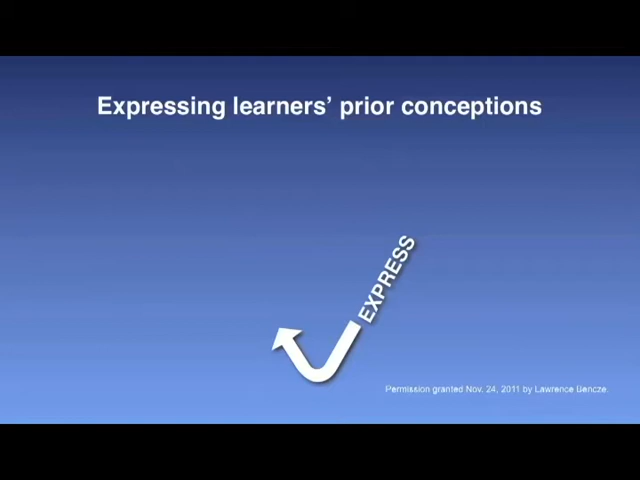 Expressing learners’ prior conceptions
EXPRESS
Permission granted Nov. 24, 2011 by Lawrence Bencze.